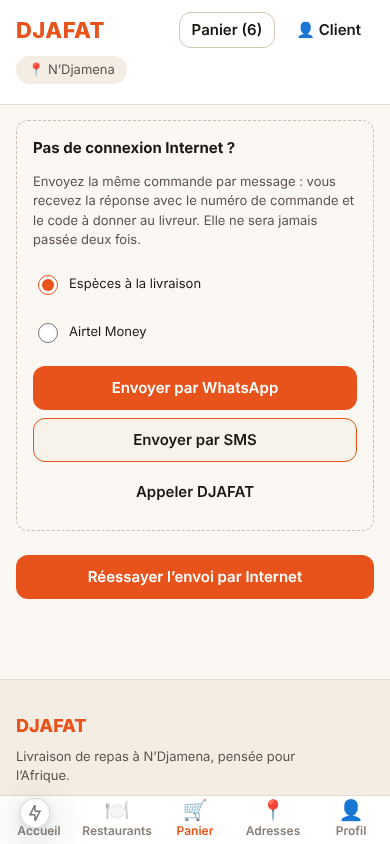 DJAFAT
Panier (6)
Client
N'Djamena
Pas de connexion Internet ?
Envoyez la même commande par message : vous
recevez la réponse avec le numéro de commande et
le code à donner au livreur. Elle ne sera jamais
passée deux fois.
Espèces à la livraison
Airtel Money
Envoyer par WhatsApp
Envoyer par SMS
Appeler DJAFAT
Réessayer l’envoi par Internet
DJAFAT
Livraison de repas à N’Djamena, pensée pour
l’Afrique.
Accueil
Restaurants
Panier
Adresses
Profil